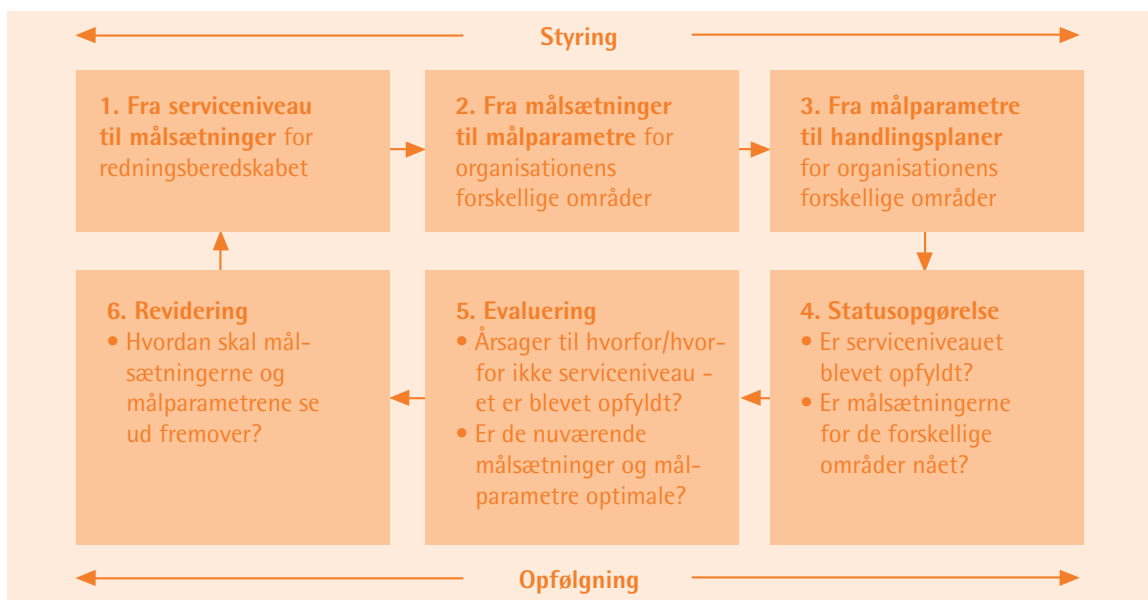 Styring
1. Fra serviceniveau
til målsætninger for
redningsberedskabet
2. Fra målsætninger
til målparametre for
organisationens
forskellige områder
3. Fra målparametre
til handlingsplaner
for organisationens
forskellige områder
4. Statusopgørelse
• Er serviceniveauet
blevet opfyldt?
• Er målsætningerne
for de forskellige
områder nået?
5. Evaluering
• Årsager til hvorfor/hvor-
for ikke serviceniveau -
et er blevet opfyldt?
• Er de nuværende
målsætninger og mål-
parametre optimale?
6. Revidering
• Hvordan skal mål-
sætningerne og
målparametrene se
ud fremover?
Opfølgning